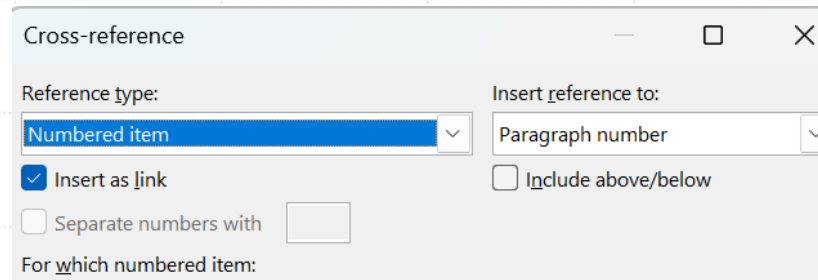 Cross-reference
Reference type: Insert reference to:
Numbered item Paragraph number
Insert as link Include above/below
Separate numbers with
For which numbered item: